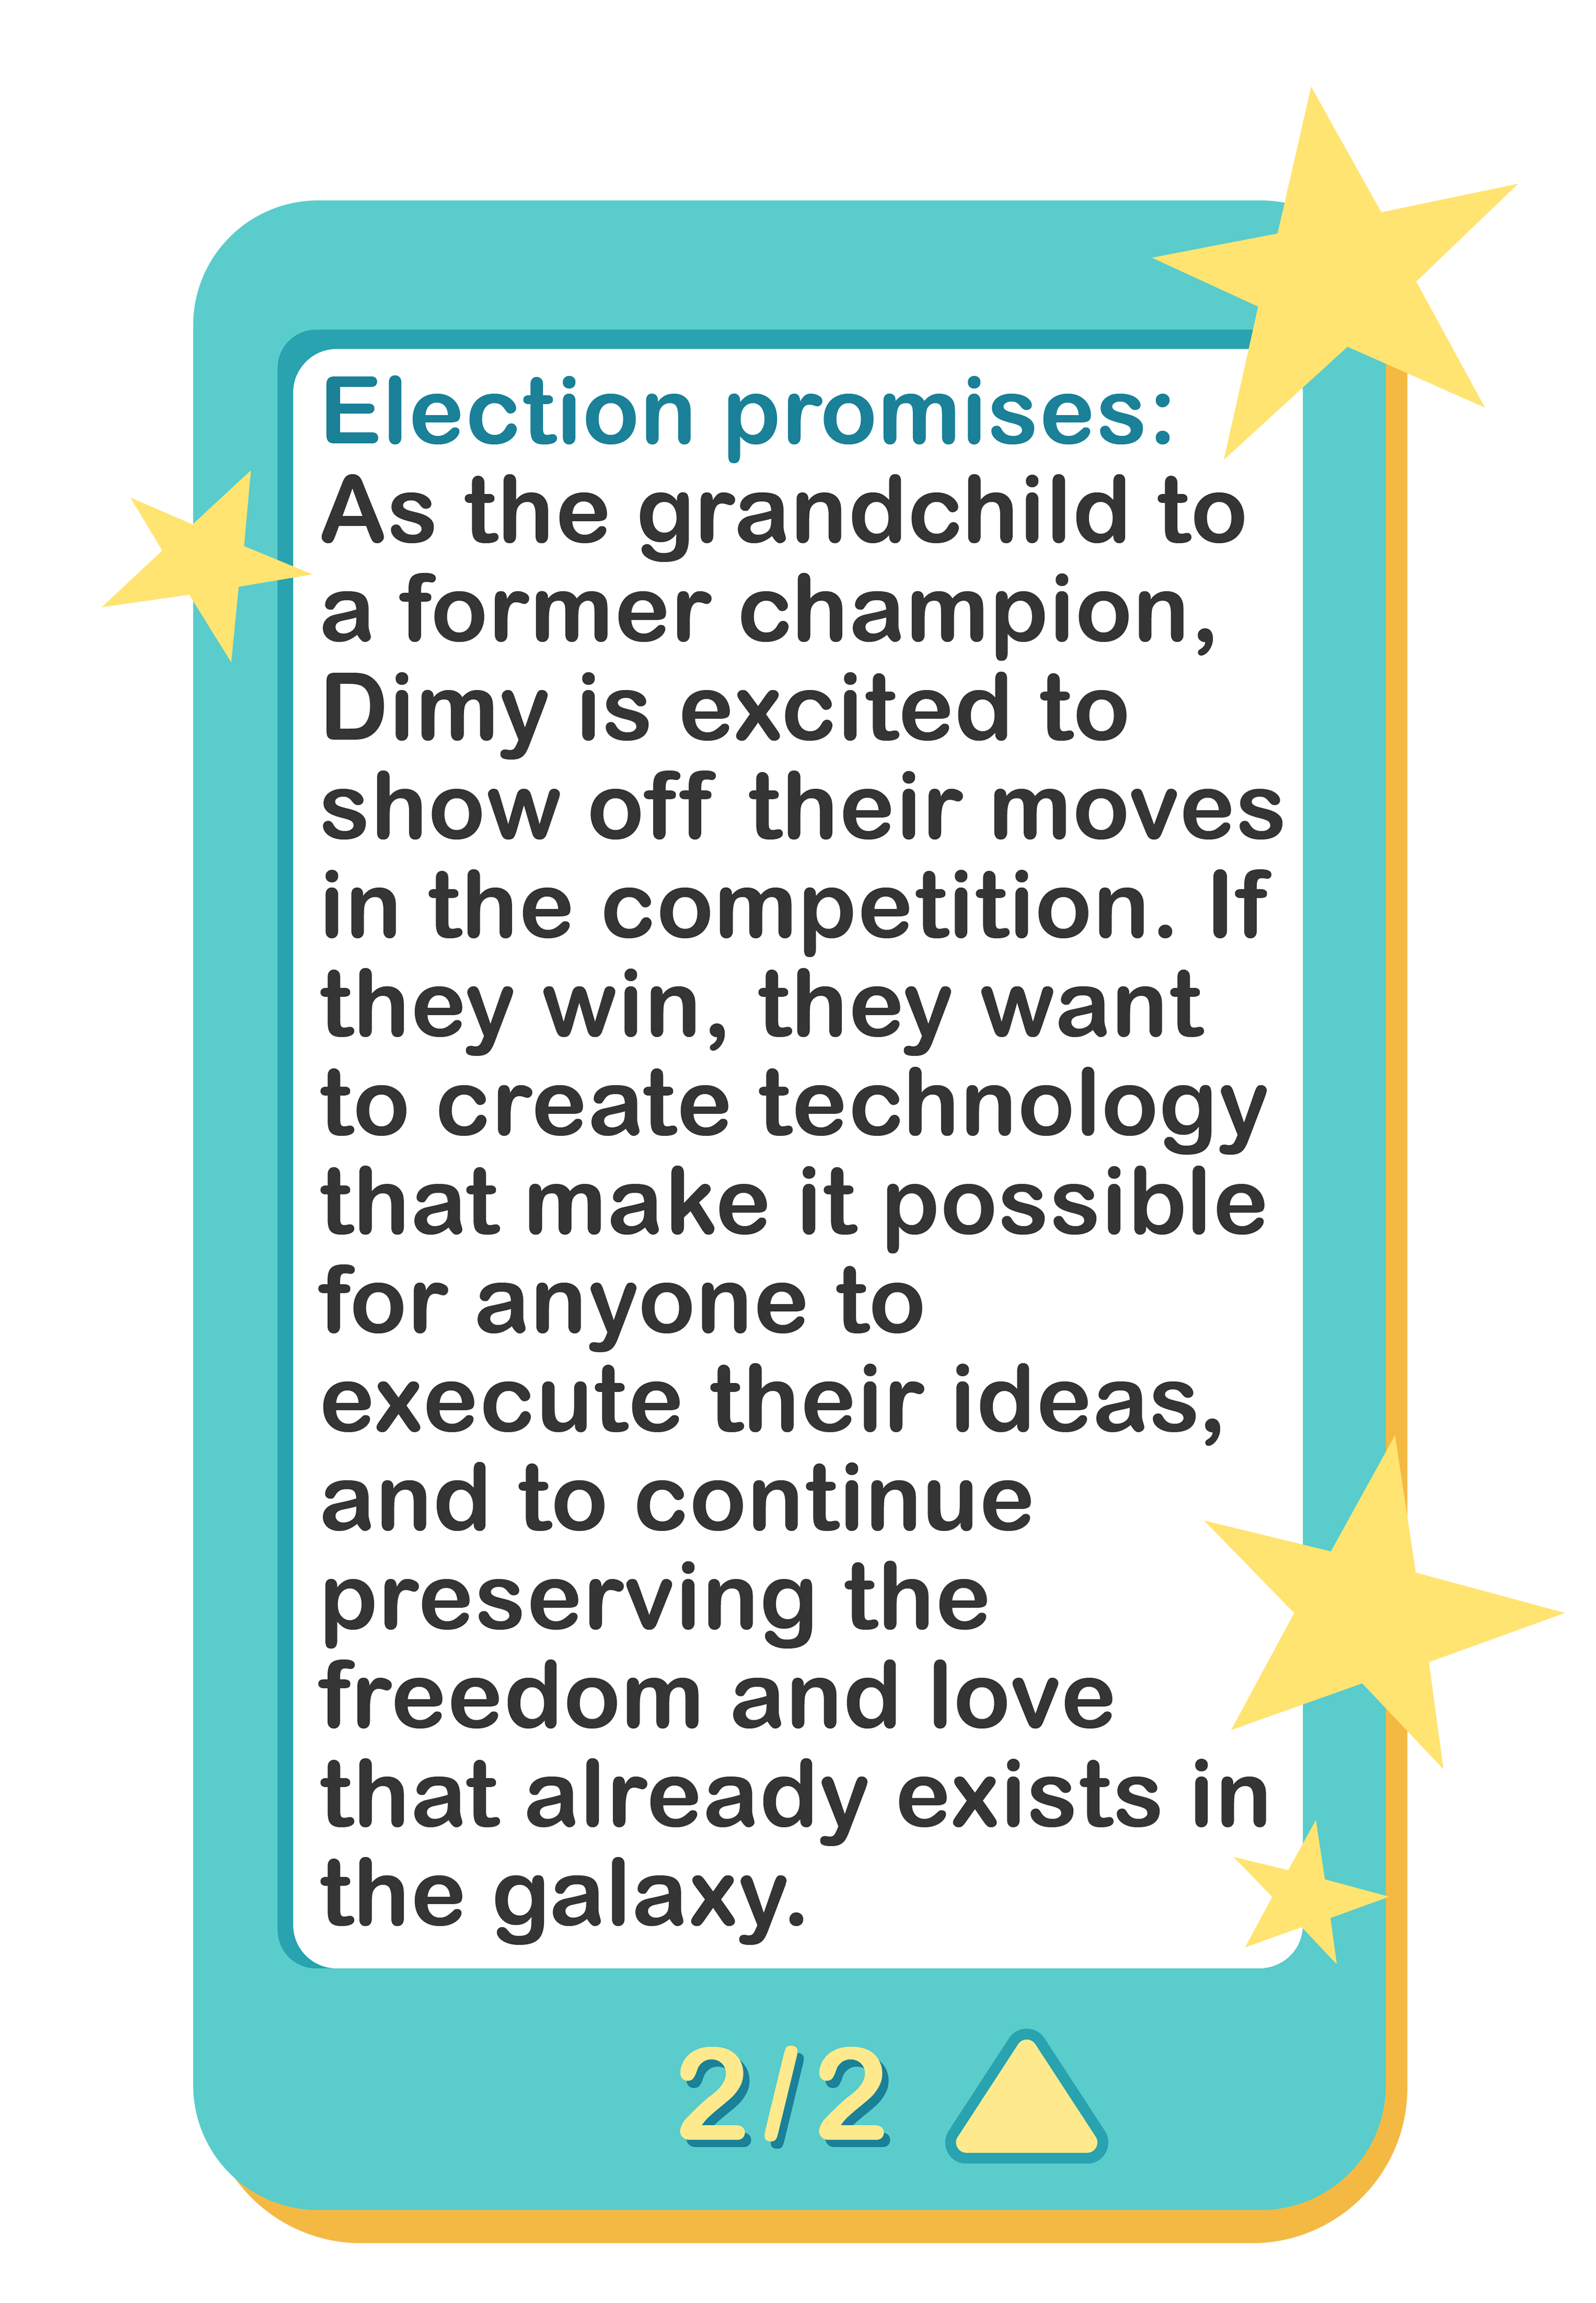 Election promises:
As the grandchild to
a former champion,
Dimy is excited to
show off their moves
in the competition. If
they win, they want
to create technology
that make it possible
for anyone to
execute their ideas,
and to continue
preserving the
freedom and love
that already exists in
the galaxy.
2/2